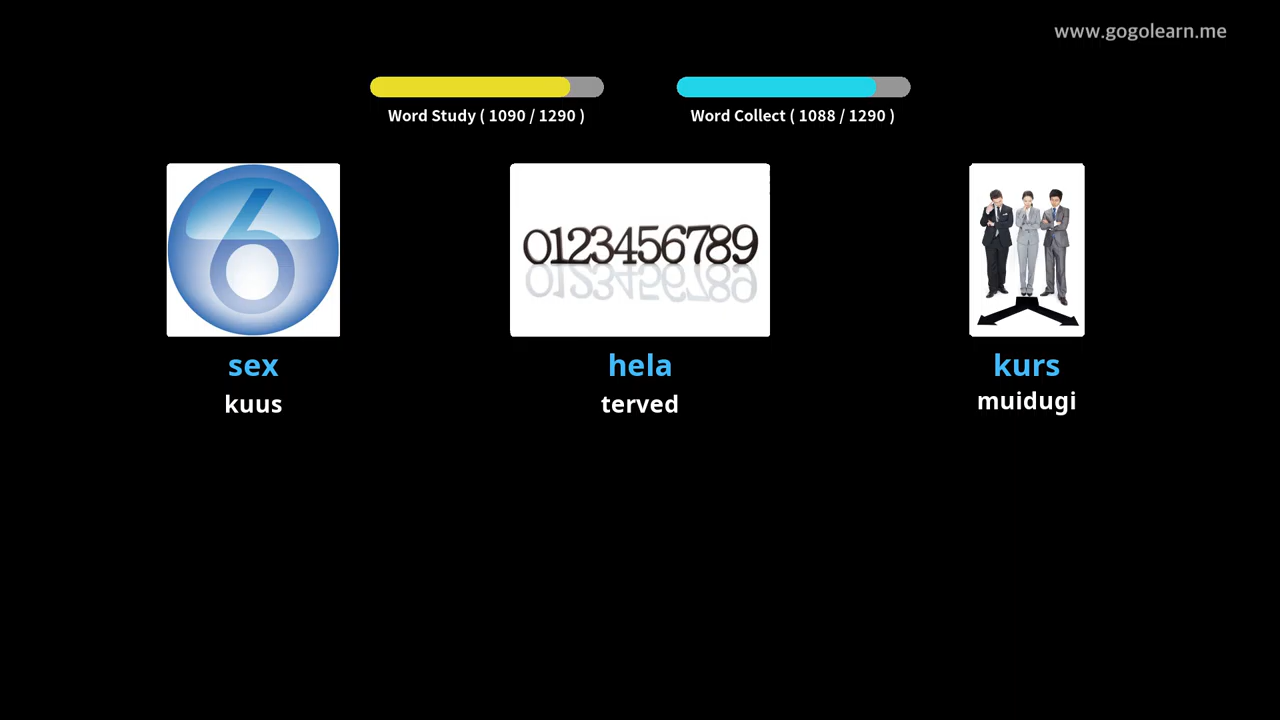 www.gogolearn.me
Word Study ( 1090 / 1290 )
Word Collect ( 1088 / 1290 )
6
0123456789
sex
hela
kurs
kuus
terved
muidugi